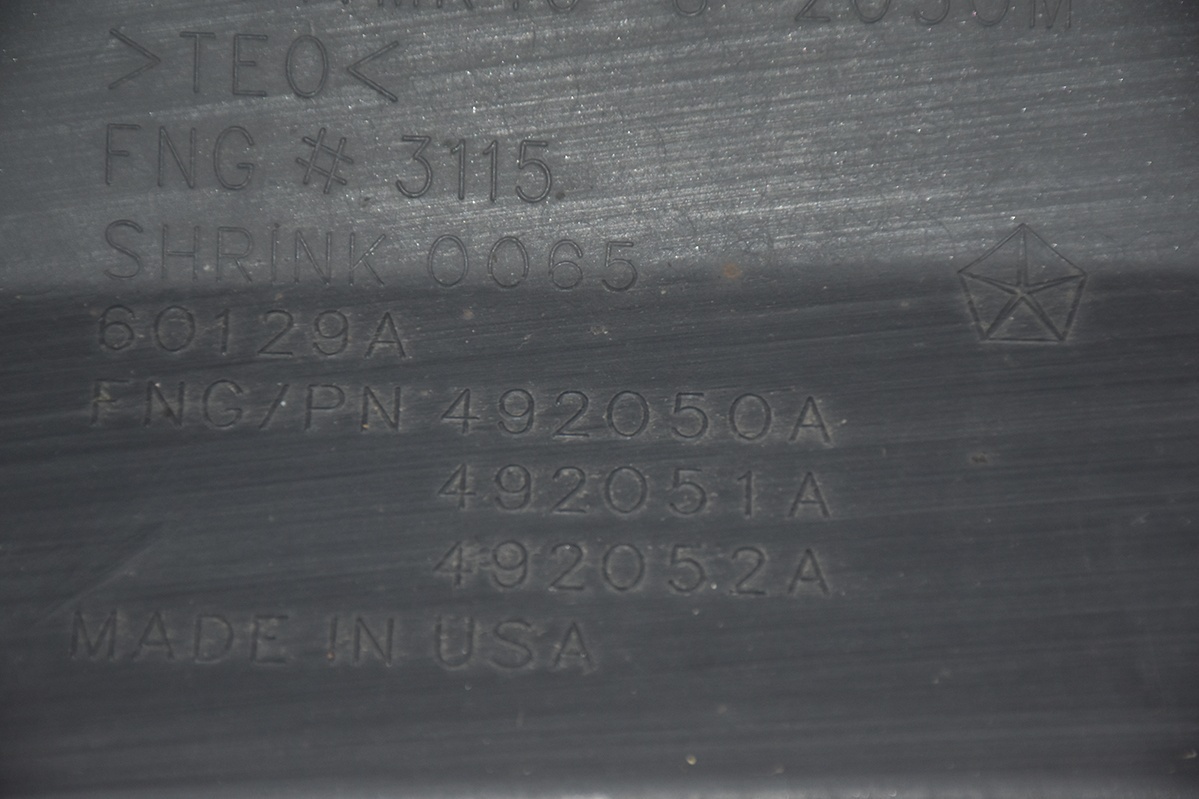 >TEO<
FNG # 3115
SHRINK 0065
60129A
FNG/PN 492050A
492051A
492052A
MADE IN USA